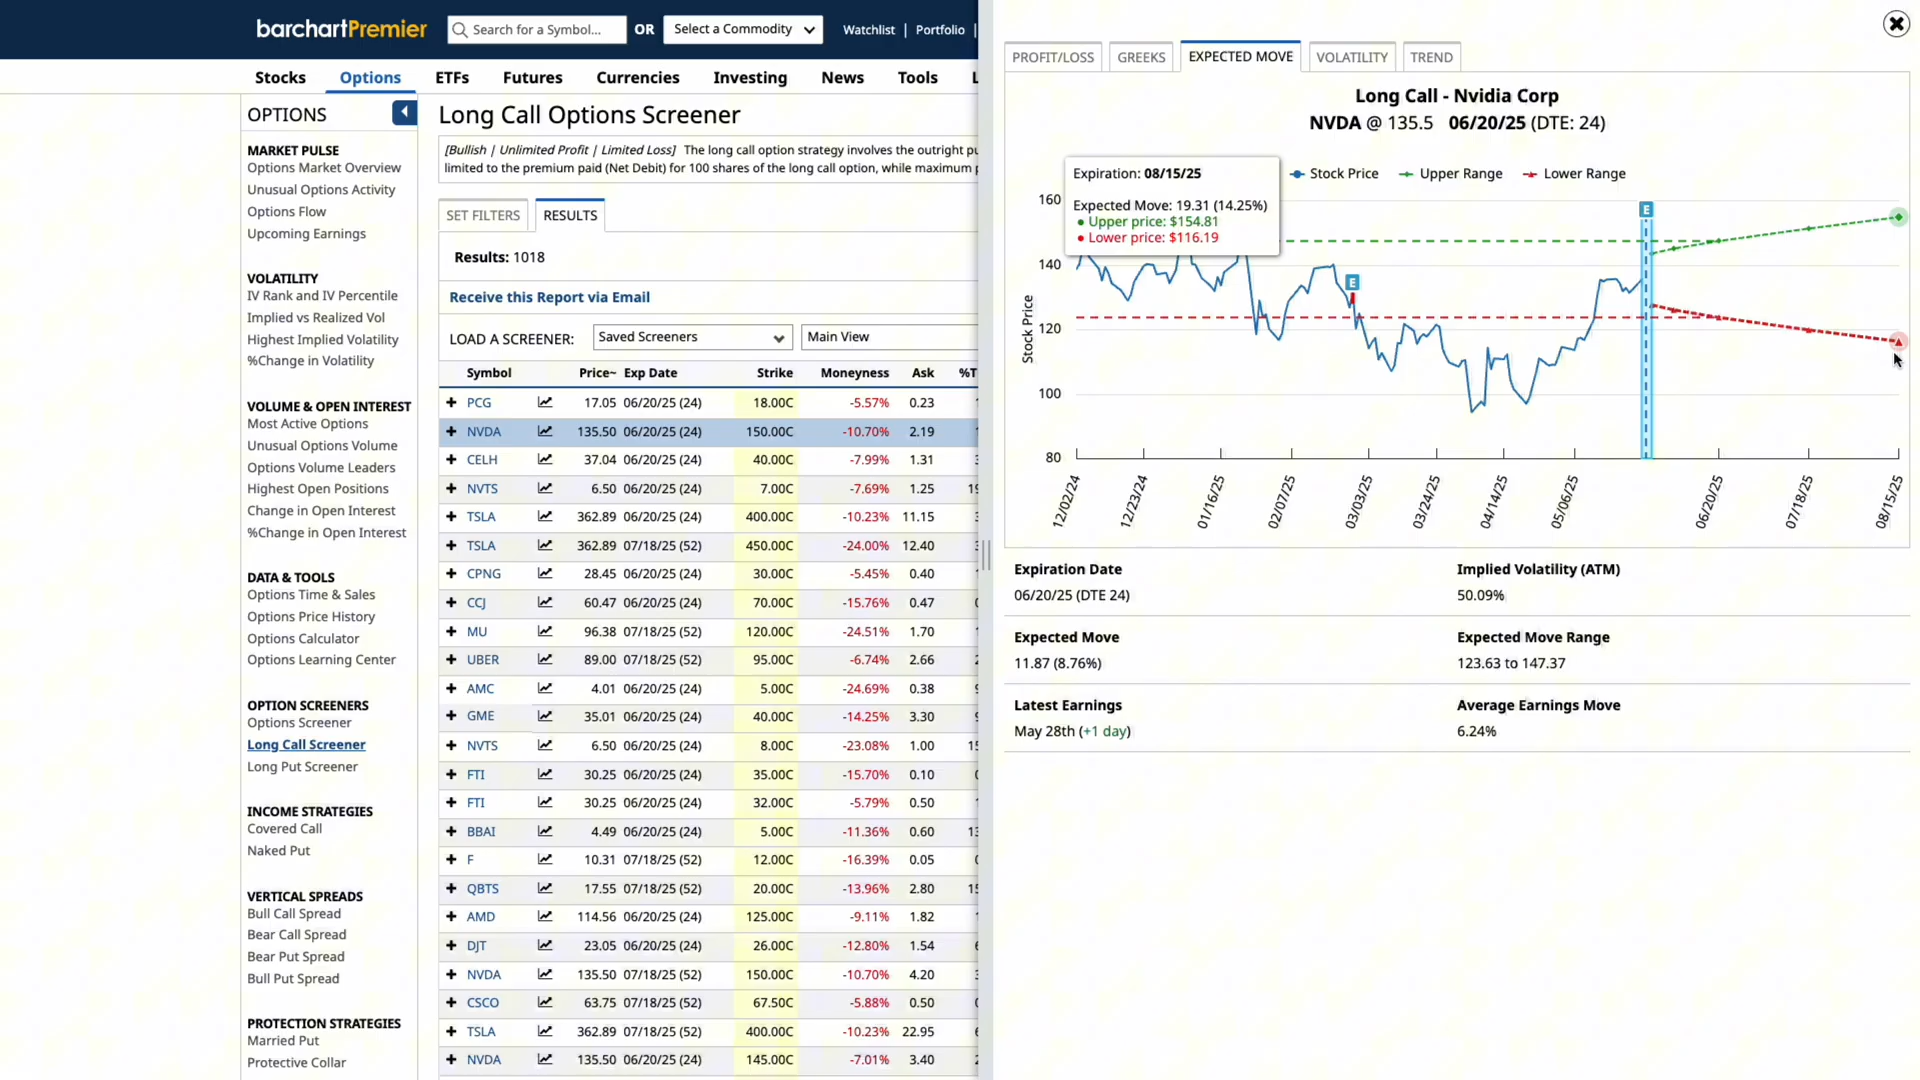 barchartPremier
Search for a Symbol...
OR
Select a Commodity
Watchlist | Portfolio |
Stocks
Options
ETFs
Futures
Currencies
Investing
News
Tools
OPTIONS
MARKET PULSE
Options Market Overview
Unusual Options Activity
Options Flow
Upcoming Earnings
VOLATILITY
IV Rank and IV Percentile
Implied vs Realized Vol
Highest Implied Volatility
%Change in Volatility
VOLUME & OPEN INTEREST
Most Active Options
Unusual Options Volume
Options Volume Leaders
Highest Open Positions
Change in Open Interest
%Change in Open Interest
DATA & TOOLS
Options Time & Sales
Options Price History
Options Calculator
Options Learning Center
OPTION SCREENERS
Options Screener
Long Call Screener
Long Put Screener
INCOME STRATEGIES
Covered Call
Naked Put
VERTICAL SPREADS
Bull Call Spread
Bear Call Spread
Bear Put Spread
Bull Put Spread
PROTECTION STRATEGIES
Married Put
Protective Collar
Long Call Options Screener
[Bullish | Unlimited Profit | Limited Loss] The long call option strategy involves the outright
limited to the premium paid (Net Debit) for 100 shares of the long call option, while maximum
SET FILTERS
RESULTS
Results: 1018
Receive this Report via Email
LOAD A SCREENER:
Saved Screeners
Main View
Symbol Price~ Exp Date Strike Moneyness Ask
PCG 17.05 06/20/25 (24) 18.00C -5.57% 0.23
NVDA 135.50 06/20/25 (24) 150.00C -10.70% 2.19
CELH 37.04 06/20/25 (24) 40.00C -7.99% 1.31
NVTS 6.50 06/20/25 (24) 7.00C -7.69% 1.25
TSLA 362.89 06/20/25 (24) 400.00C -10.23% 11.15
TSLA 362.89 07/18/25 (52) 450.00C -24.00% 12.40
CPNG 28.45 06/20/25 (24) 30.00C -5.45% 0.40
CCJ 60.47 06/20/25 (24) 70.00C -15.76% 0.47
MU 96.38 07/18/25 (52) 120.00C -24.51% 1.70
UBER 89.00 07/18/25 (52) 95.00C -6.74% 2.66
AMC 4.01 06/20/25 (24) 5.00C -24.69% 0.38
GME 35.01 06/20/25 (24) 40.00C -14.25% 3.30
NVTS 6.50 06/20/25 (24) 8.00C -23.08% 1.00
FTI 30.25 06/20/25 (24) 35.00C -15.70% 0.10
FTI 30.25 06/20/25 (24) 32.00C -5.79% 0.50
BBAI 4.49 06/20/25 (24) 5.00C -11.36% 0.60
F 10.31 07/18/25 (52) 12.00C -16.39% 0.05
QBTS 17.55 07/18/25 (52) 20.00C -13.96% 2.80
AMD 114.56 06/20/25 (24) 125.00C -9.11% 1.82
DJT 23.05 06/20/25 (24) 26.00C -12.80% 1.54
NVDA 135.50 07/18/25 (52) 150.00C -10.70% 4.20
CSCO 63.75 07/18/25 (52) 67.50C -5.88% 0.50
TSLA 362.89 07/18/25 (52) 400.00C -10.23% 22.95
NVDA 135.50 06/20/25 (24) 145.00C -7.01% 3.40
PROFIT/LOSS
GREEKS
EXPECTED MOVE
VOLATILITY
TREND
Long Call - Nvidia Corp
NVDA @ 135.5 06/20/25 (DTE: 24)
Expiration: 08/15/25
Expected Move: 19.31 (14.25%)
Upper price: $154.81
Lower price: $116.19
Stock Price
Upper Range
Lower Range
160
140
120
100
80
Stock Price
E
E
12/02/24
12/23/24
01/16/25
02/07/25
03/03/25
03/24/25
04/14/25
05/06/25
06/20/25
07/18/25
08/15/25
Expiration Date
06/20/25 (DTE 24)
Implied Volatility (ATM)
50.09%
Expected Move
11.87 (8.76%)
Expected Move Range
123.63 to 147.37
Latest Earnings
May 28th (+1 day)
Average Earnings Move
6.24%